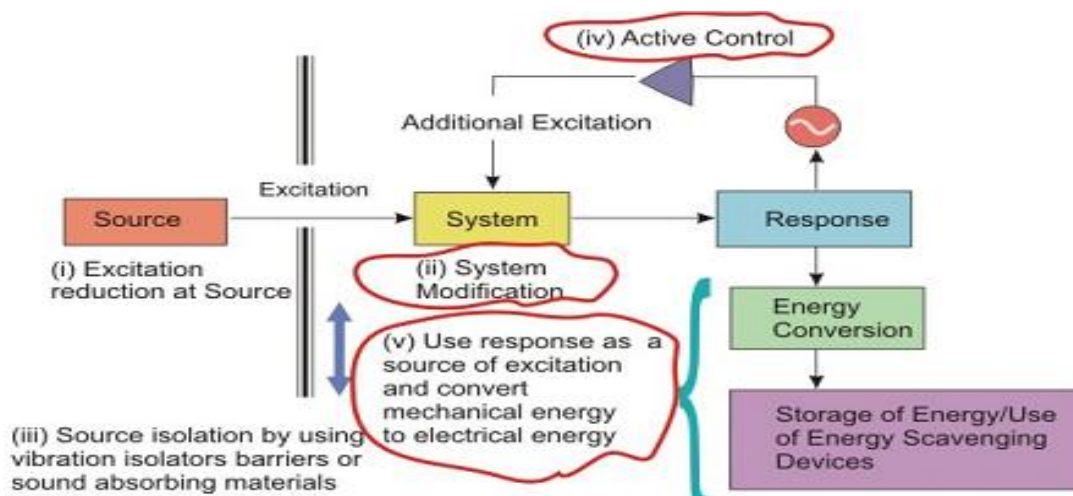 (iv) Active Control
Additional Excitation
Excitation
Source
System
Response
(i) Excitation
reduction at Source
(ii) System
Modification
Energy
Conversion
(v) Use response as a
source of excitation
and convert
mechanical energy
to electrical energy
Storage of Energy/Use
of Energy Scavenging
Devices
(iii) Source isolation by using
vibration isolators barriers or
sound absorbing materials